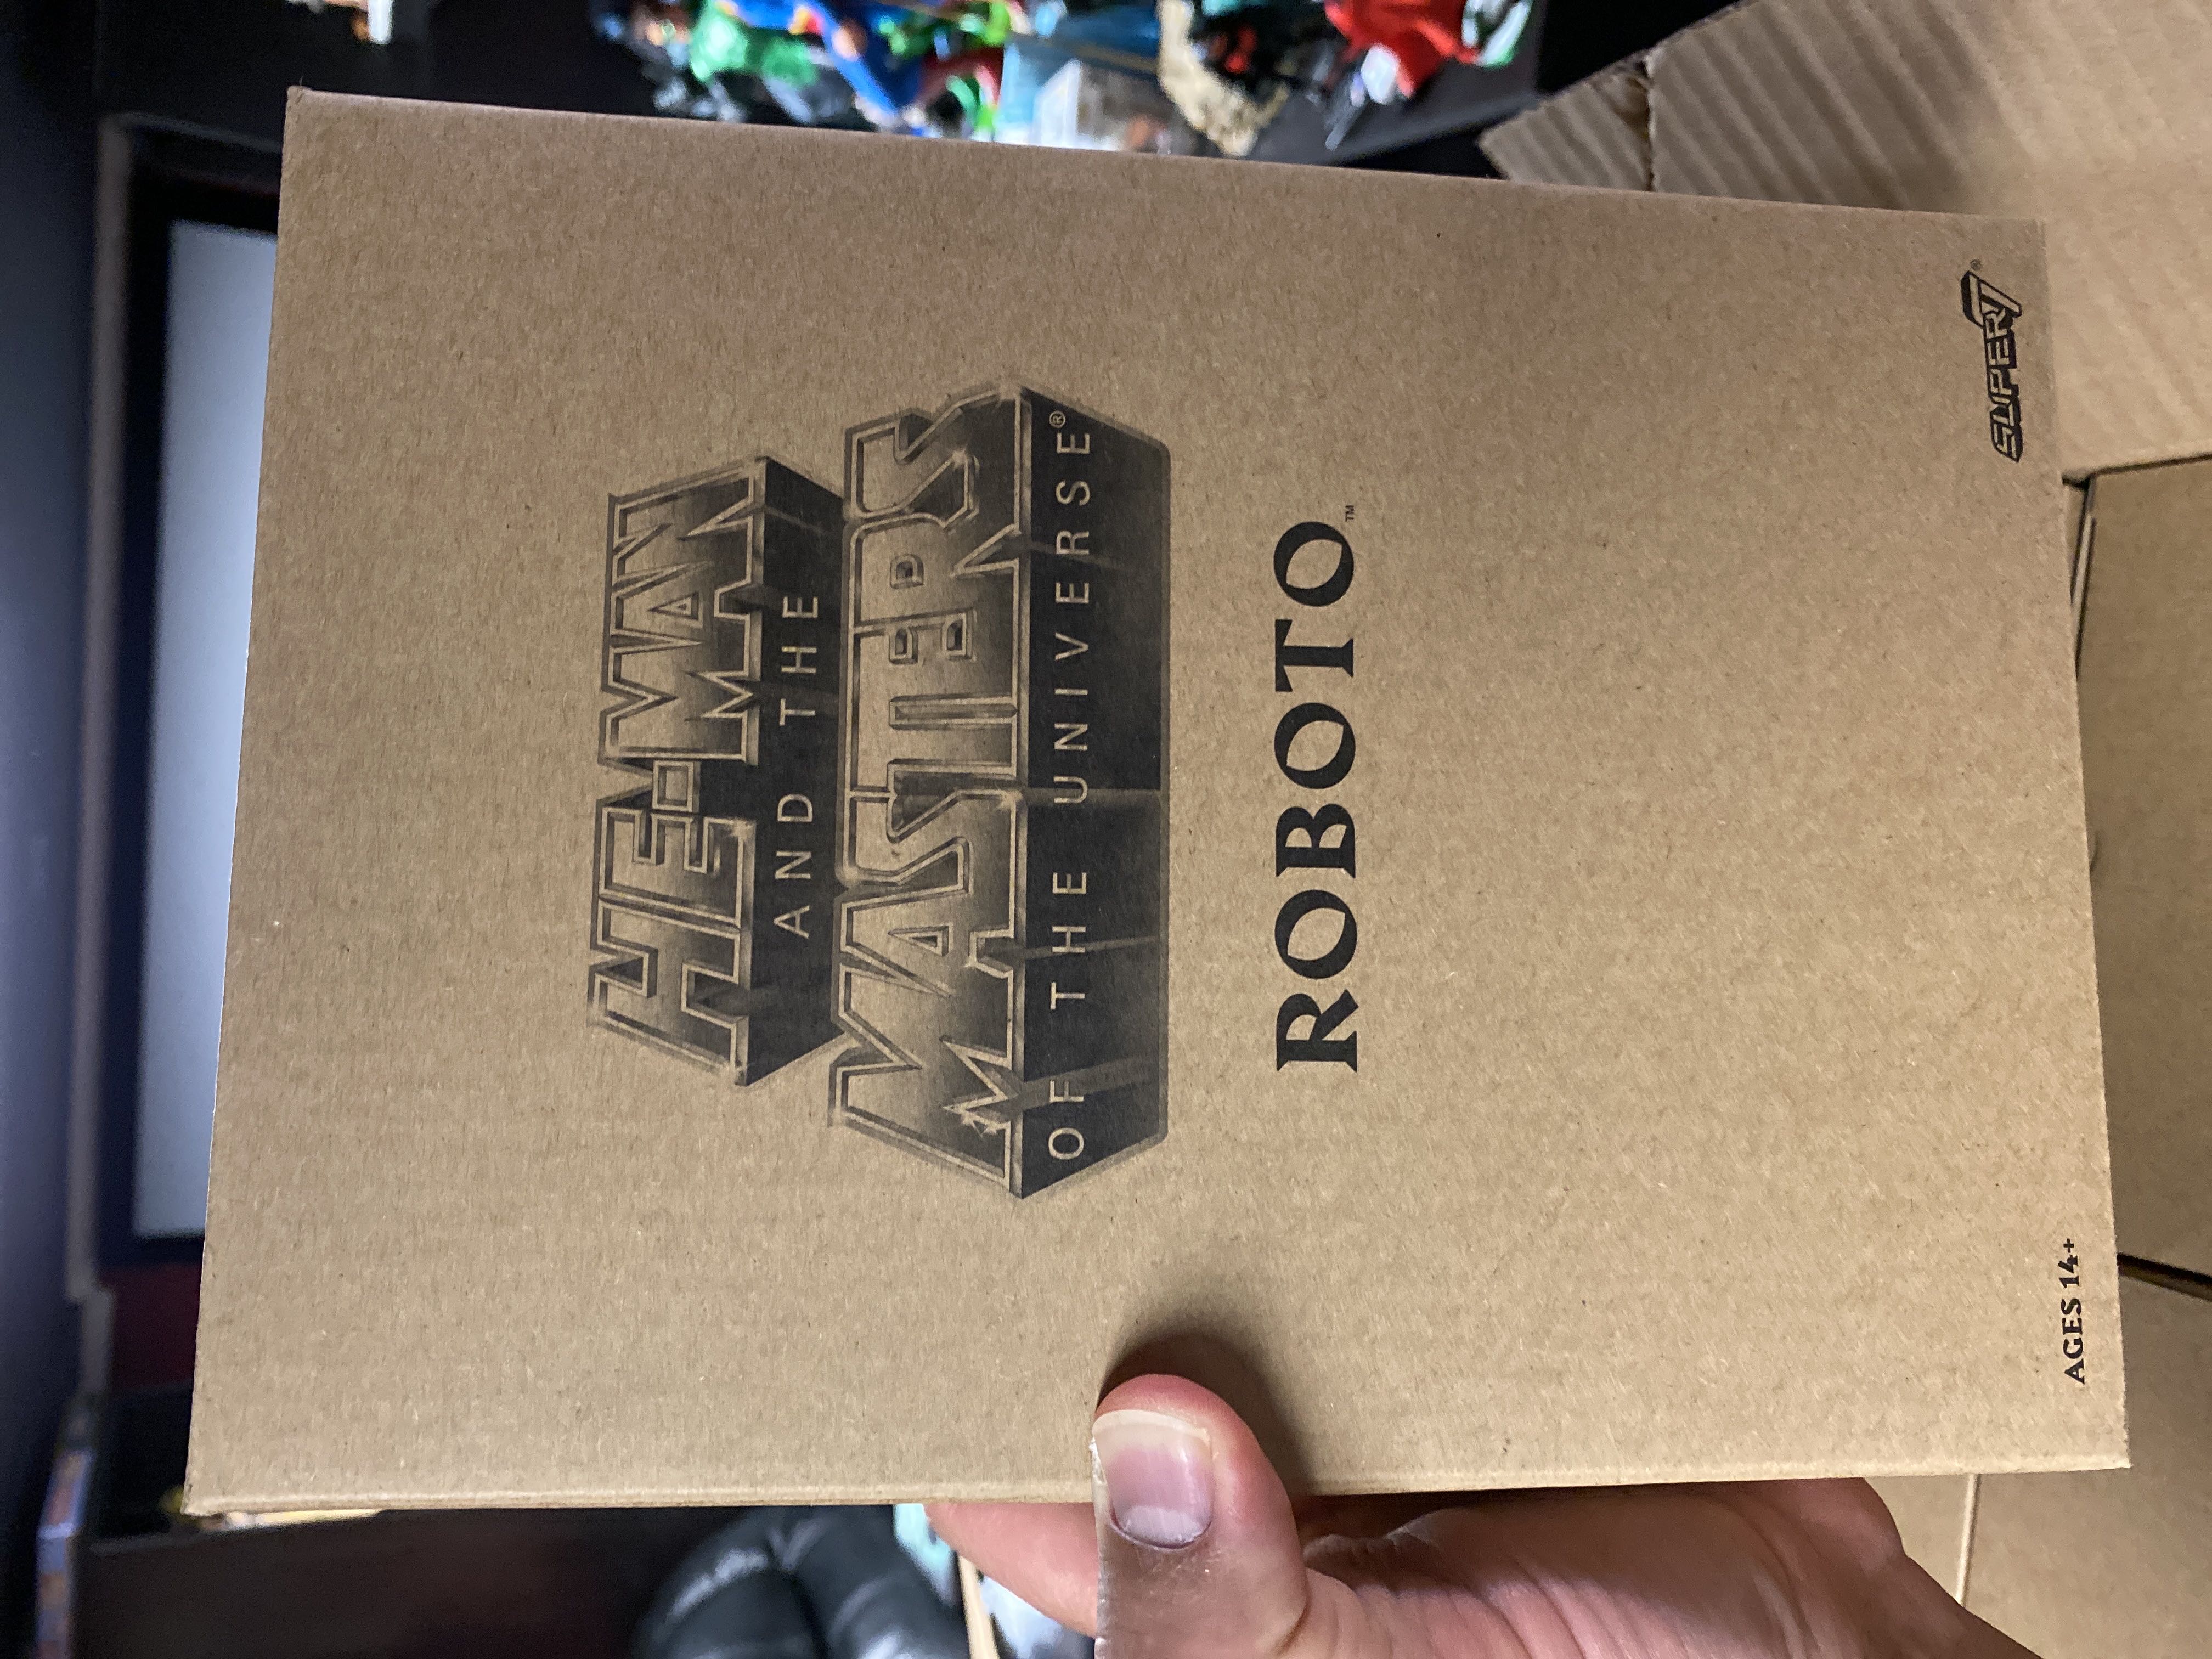 HE-MAN
AND THE
MASTERS
OF THE UNIVERSE®
ROBOTO™
AGES 14+
SUPER7®